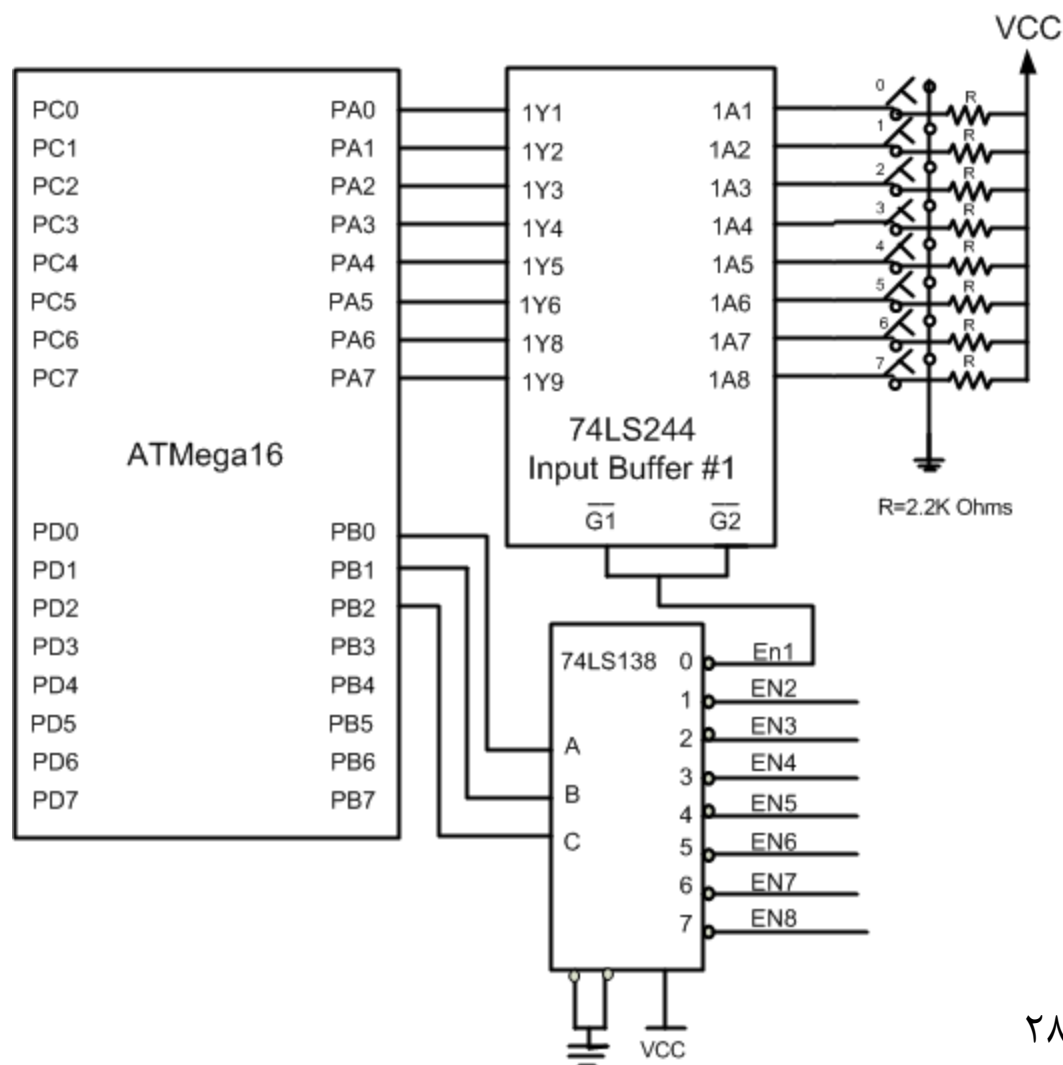 VCC
PC0 PA0 1Y1 1A1 0 R
PC1 PA1 1Y2 1A2 1 R
PC2 PA2 1Y3 1A3 2 R
PC3 PA3 1Y4 1A4 3 R
PC4 PA4 1Y5 1A5 4 R
PC5 PA5 1Y6 1A6 5 R
PC6 PA6 1Y8 1A7 6 R
PC7 PA7 1Y9 1A8 7 R
ATMega16
74LS244
Input Buffer #1
G1 G2
R=2.2K Ohms
PD0 PB0
PD1 PB1
PD2 PB2
PD3 PB3
PD4 PB4
PD5 PB5
PD6 PB6
PD7 PB7
74LS138 0 En1
1 EN2
2 EN3
3 EN4
4 EN5
5 EN6
6 EN7
7 EN8
A
B
C
VCC
۲۸